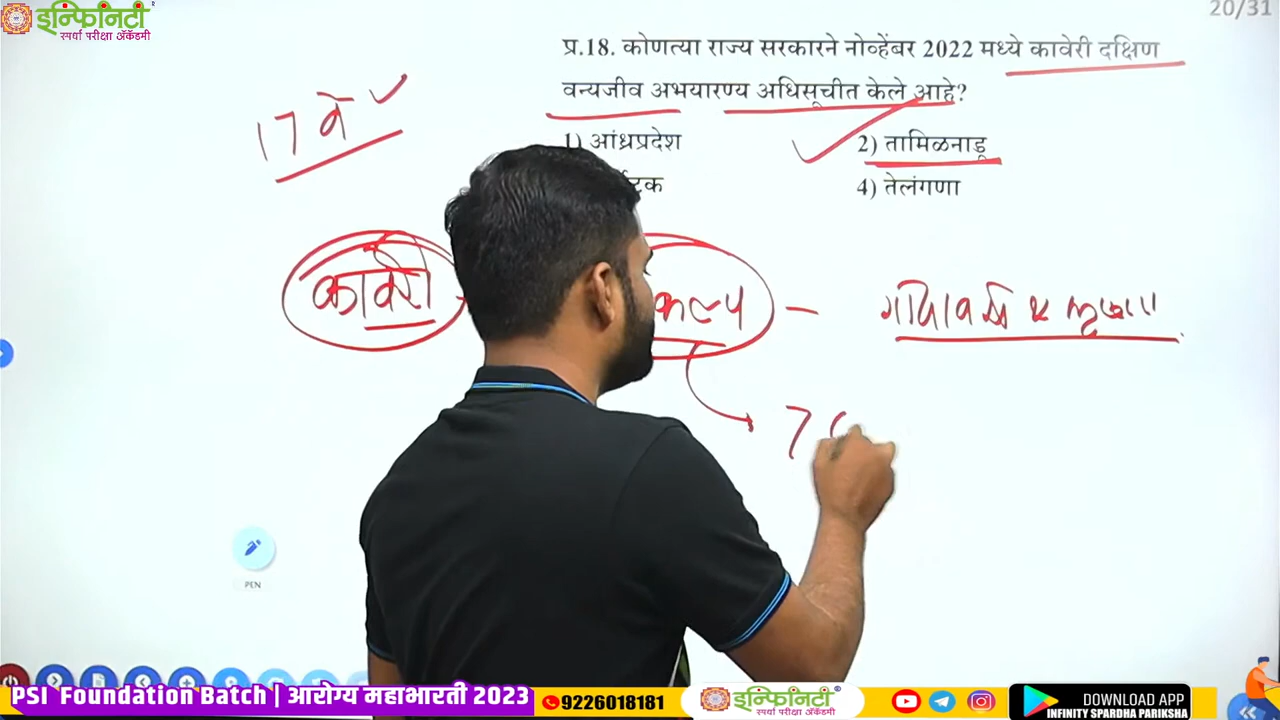 इन्फिनिटी
स्पर्धा परीक्षा अॅकॅडमी
20/31
प्र.18. कोणत्या राज्य सरकारने नोव्हेंबर 2022 मध्ये कावेरी दक्षिण
वन्यजीव अभयारण्य अधिसूचीत केले आहे?
1) आंध्रप्रदेश
2) तामिळनाडू
4) तेलंगणा
17 वे
कावेरी
कल्प –
PEN
PSI Foundation Batch | आरोग्य महाभारती 2023
9226018181
इन्फिनिटी
स्पर्धा परीक्षा अॅकॅडमी
DOWNLOAD APP
INFINITY SPARDHA PARIKSHA